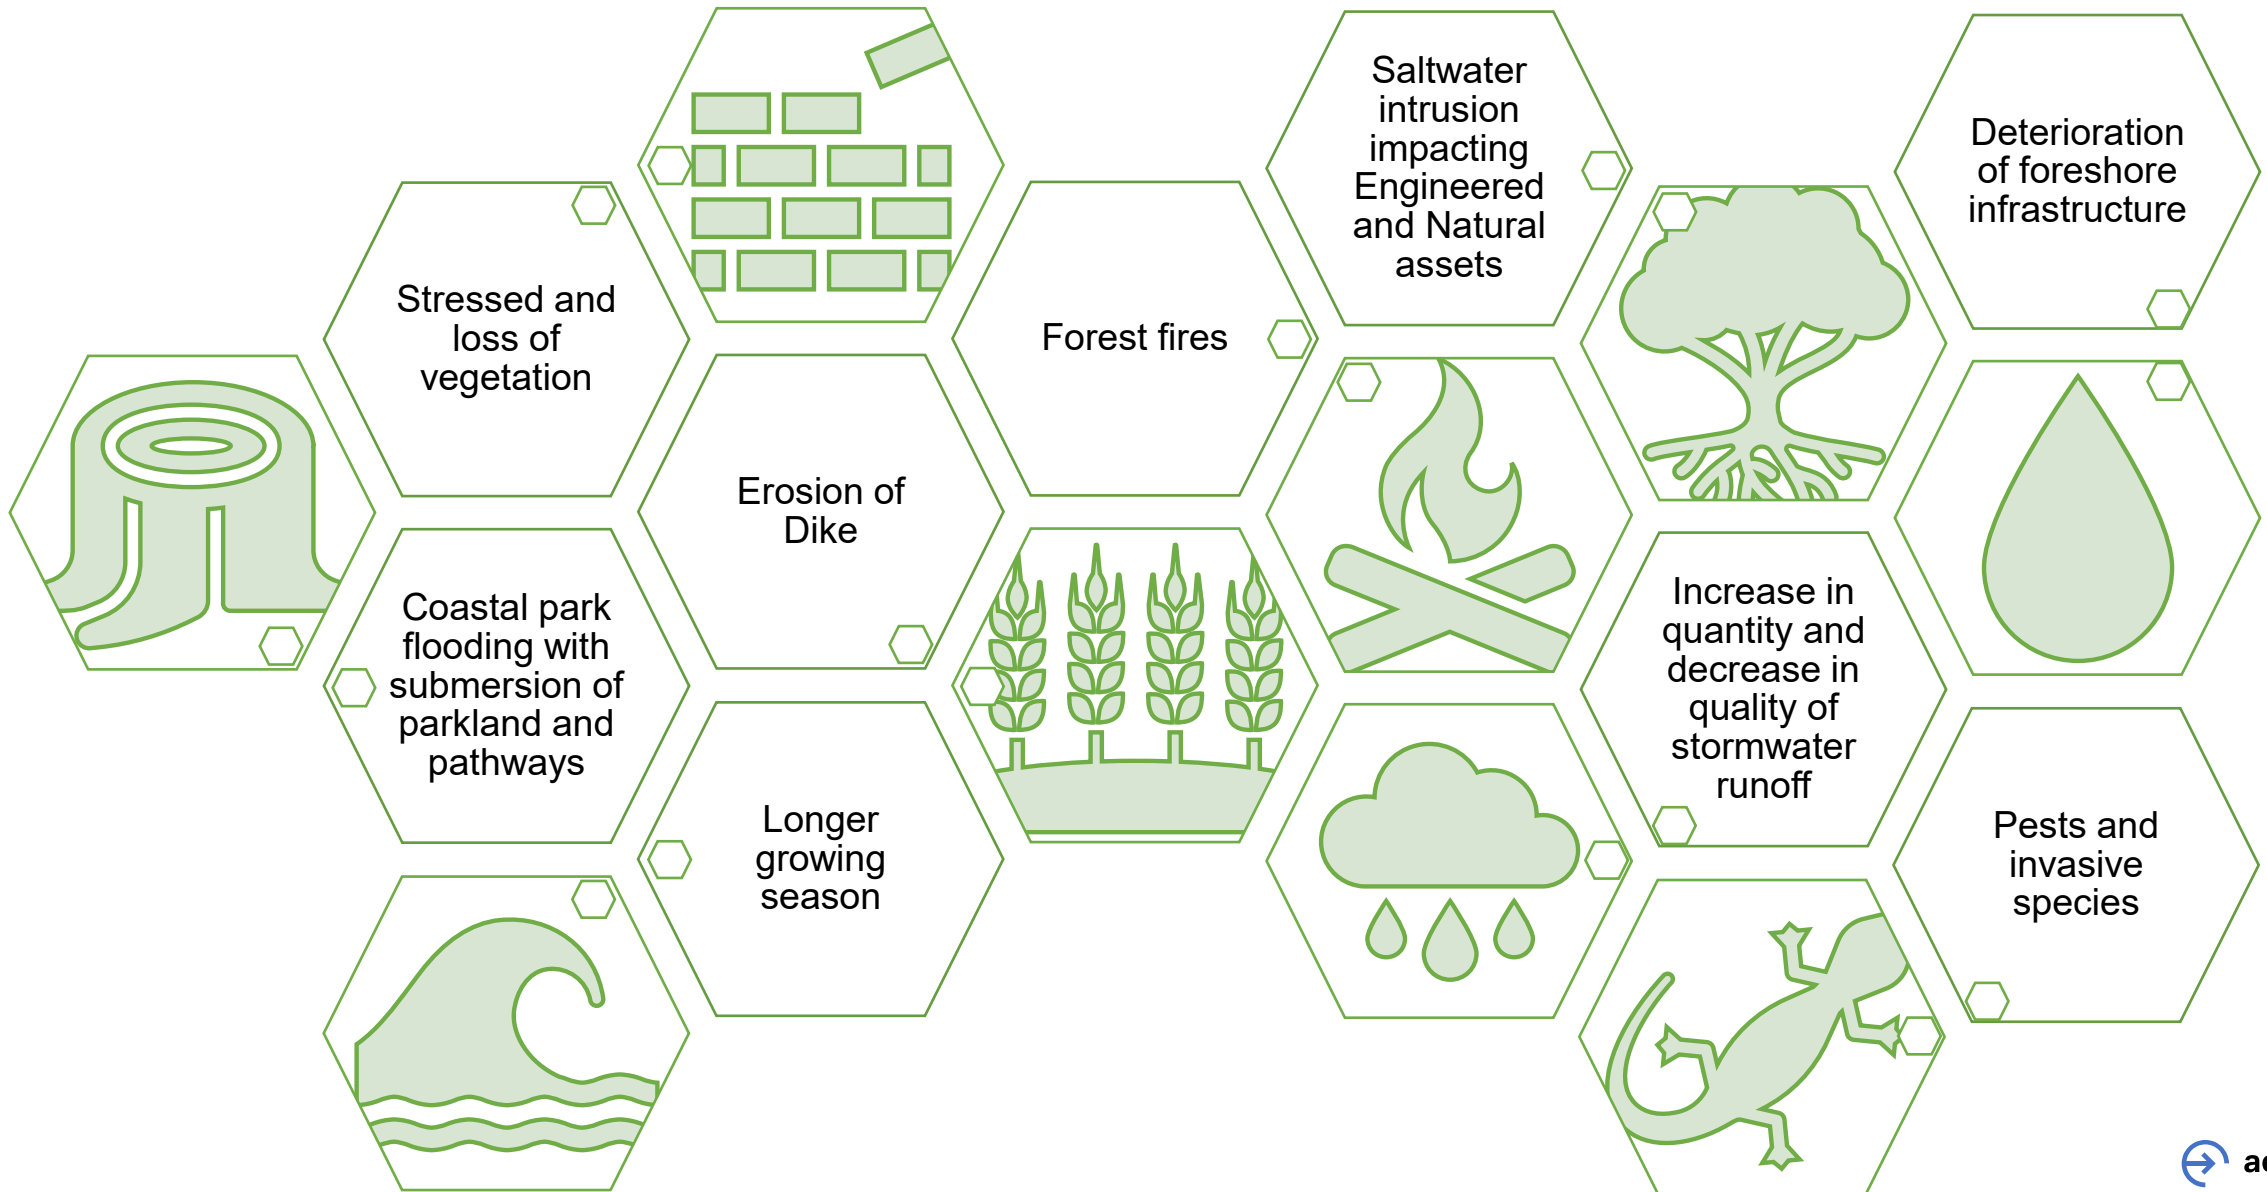 Stressed and
loss of
vegetation
Coastal park
flooding with
submersion of
parkland and
pathways
Erosion of
Dike
Longer
growing
season
Forest fires
Saltwater
intrusion
impacting
Engineered
and Natural
assets
Increase in
quantity and
decrease in
quality of
stormwater
runoff
Deterioration
of foreshore
infrastructure
Pests and
invasive
species